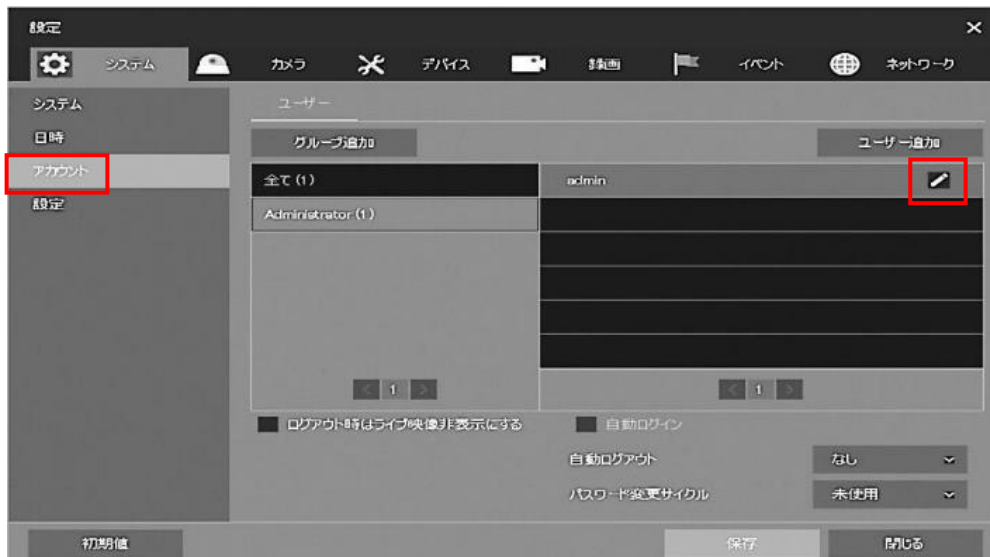 設定
システム カメラ デバイス 録画 イベント ネットワーク
システム
日時
アカウント
設定
ユーザー
グループ追加 ユーザー追加
全て (1) admin
Administrator (1)
< 1 > < 1 >
ログアウト時はライブ映像非表示にする 自動ログイン
自動ログアウト なし
パスワード変更サイクル 未使用
初期値 保存 閉じる